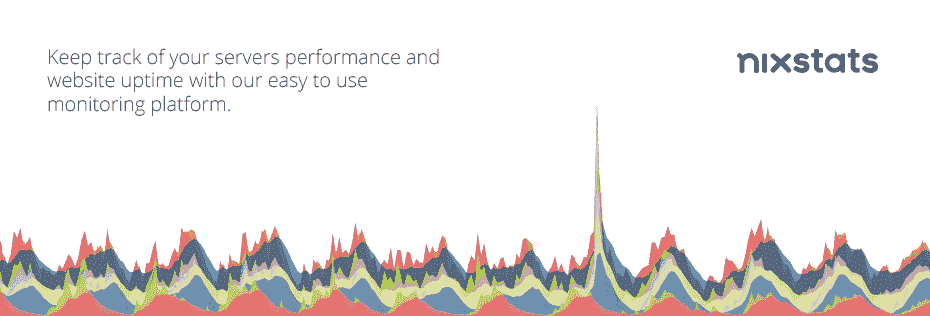 Keep track of your servers performance and
website uptime with our easy to use
monitoring platform.
nixstats